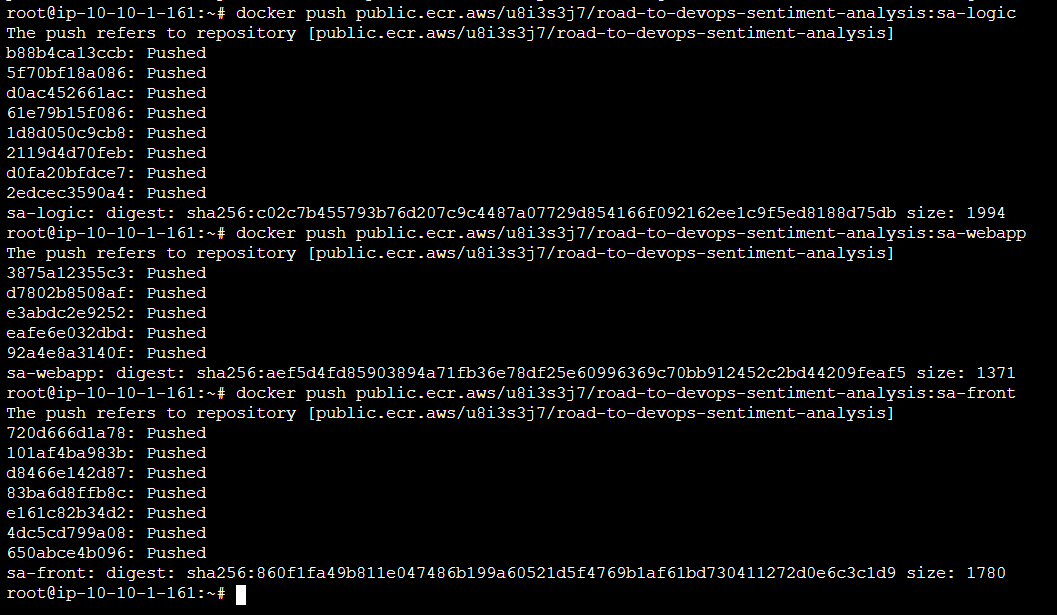 root@ip-10-10-1-161:~# docker push public.ecr.aws/u8i3s3j7/road-to-devops-sentiment-analysis:sa-logic
The push refers to repository [public.ecr.aws/u8i3s3j7/road-to-devops-sentiment-analysis]
b88b4ca13ccb: Pushed
5f70bf18a086: Pushed
d0ac452661ac: Pushed
61e79b15f086: Pushed
1d8d050c9cb8: Pushed
2119d4d70feb: Pushed
d0fa20bfdce7: Pushed
2edcec3590a4: Pushed
sa-logic: digest: sha256:c02c7b455793b76d207c9c4487a07729d854166f092162ee1c9f5ed8188d75db size: 1994
root@ip-10-10-1-161:~# docker push public.ecr.aws/u8i3s3j7/road-to-devops-sentiment-analysis:sa-webapp
The push refers to repository [public.ecr.aws/u8i3s3j7/road-to-devops-sentiment-analysis]
3875a12355c3: Pushed
d7802b8508af: Pushed
e3abdc2e9252: Pushed
eafe6e032dbd: Pushed
92a4e8a3140f: Pushed
sa-webapp: digest: sha256:aef5d4fd85903894a71fb36e78df25e60996369c70bb912452c2bd44209feaf5 size: 1371
root@ip-10-10-1-161:~# docker push public.ecr.aws/u8i3s3j7/road-to-devops-sentiment-analysis:sa-front
The push refers to repository [public.ecr.aws/u8i3s3j7/road-to-devops-sentiment-analysis]
720d666d1a78: Pushed
101af4ba983b: Pushed
d8466e142d87: Pushed
83ba6d8ffb8c: Pushed
e161c82b34d2: Pushed
4dc5cd799a08: Pushed
650abce4b096: Pushed
sa-front: digest: sha256:860f1fa49b811e047486b199a60521d5f4769b1af61bd730411272d0e6c3c1d9 size: 1780
root@ip-10-10-1-161:~#